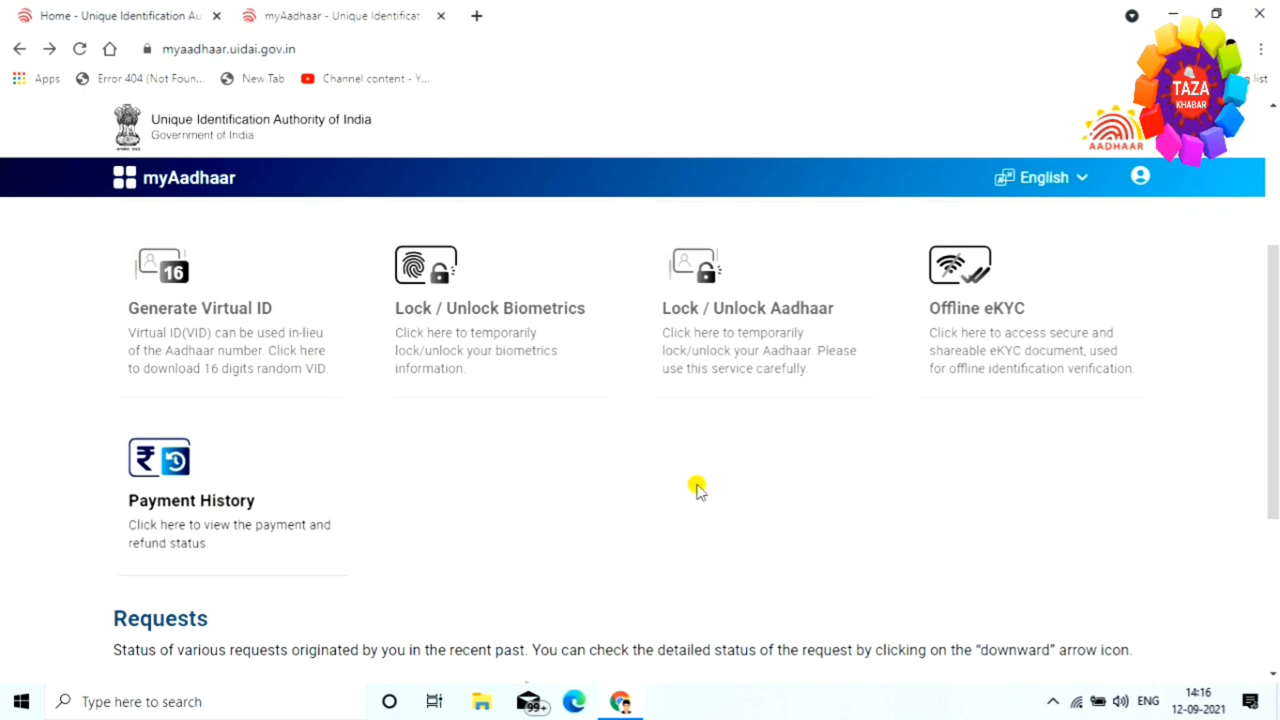 Home - Unique Identification Au
myAadhaar - Unique Identificat
myaadhaar.uidai.gov.in
Apps
Error 404 (Not Foun...
New Tab
Channel content - Y...
list
TAZA
KHABAR
Unique Identification Authority of India
Government of India
AADHAAR
myAadhaar
English
16
Generate Virtual ID
Virtual ID(VID) can be used in-lieu
of the Aadhaar number. Click here
to download 16 digits random VID.
Lock / Unlock Biometrics
Click here to temporarily
lock/unlock your biometrics
information.
Lock / Unlock Aadhaar
Click here to temporarily
lock/unlock your Aadhaar. Please
use this service carefully.
Offline eKYC
Click here to access secure and
shareable eKYC document, used
for offline identification verification.
₹
Payment History
Click here to view the payment and
refund status.
Requests
Status of various requests originated by you in the recent past. You can check the detailed status of the request by clicking on the “downward” arrow icon.
Type here to search
99+
ENG
14:16
12-09-2021